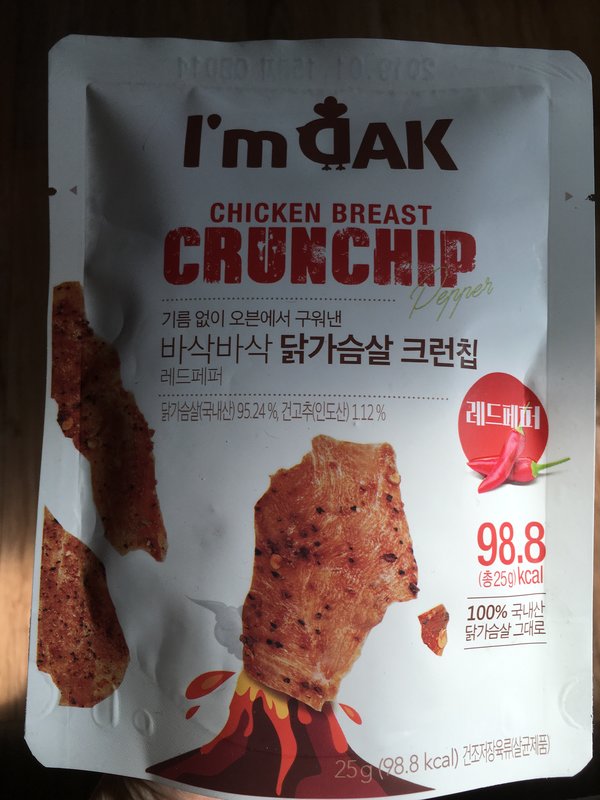 I'm DAK
CHICKEN BREAST
CRUNCHIP
Pepper
기름 없이 오븐에서 구워낸
바삭바삭 닭가슴살 크런칩
레드페퍼
닭가슴살(국내산) 95.24 %, 건고추(인도산) 1.12 %
레드페퍼
98.8
(총 25g) kcal
100% 국내산
닭가슴살 그대로
25 g (98.8 kcal) 건조저장육류(살균제품)